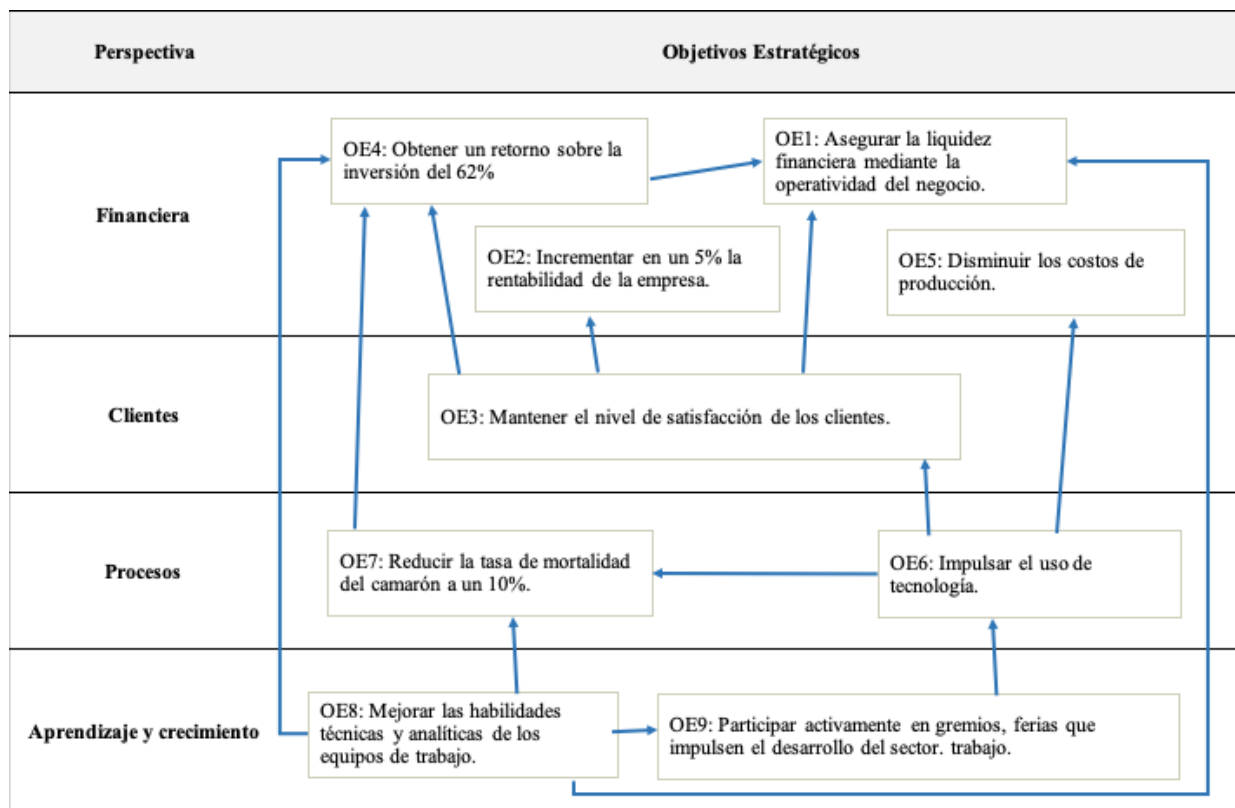 Perspectiva
Objetivos Estratégicos
Financiera
OE4: Obtener un retorno sobre la
inversión del 62%
OE1: Asegurar la liquidez
financiera mediante la
operatividad del negocio.
OE2: Incrementar en un 5% la
rentabilidad de la empresa.
OE5: Disminuir los costos de
producción.
Clientes
OE3: Mantener el nivel de satisfacción de los clientes.
Procesos
OE7: Reducir la tasa de mortalidad
del camarón a un 10%.
OE6: Impulsar el uso de
tecnología.
Aprendizaje y crecimiento
OE8: Mejorar las habilidades
técnicas y analíticas de los
equipos de trabajo.
OE9: Participar activamente en gremios, ferias que
impulsen el desarrollo del sector. trabajo.